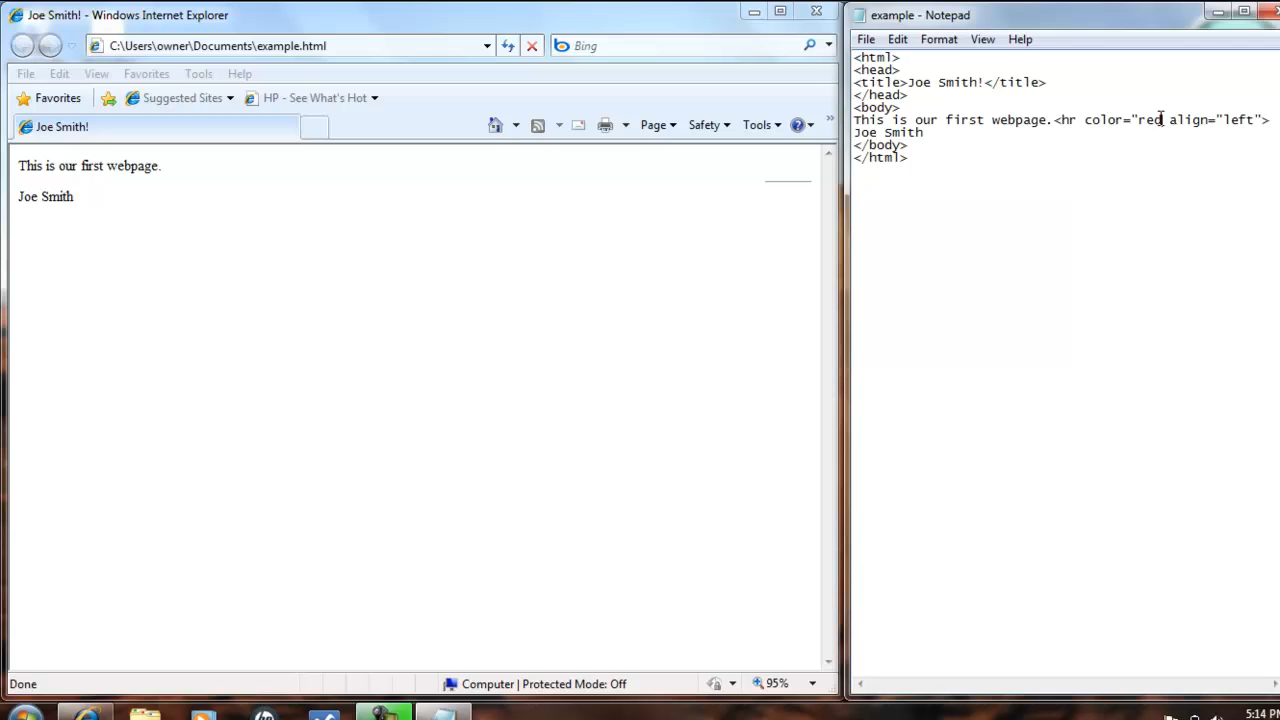 Joe Smith! - Windows Internet Explorer
C:\Users\owner\Documents\example.html
Bing
File Edit View Favorites Tools Help
Favorites Suggested Sites HP - See What's Hot
Joe Smith!
Page Safety Tools »
This is our first webpage.
Joe Smith
Done
Computer | Protected Mode: Off
95%
example - Notepad
File Edit Format View Help
<html>
<head>
<title>Joe Smith!</title>
</head>
<body>
This is our first webpage.<hr color="red align="left">
Joe Smith
</body>
</html>
hp
5:14 PM